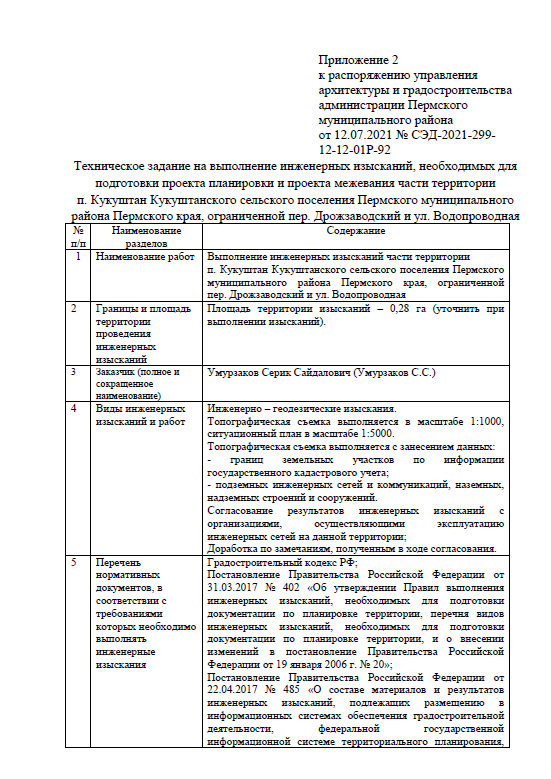 Приложение 2
к распоряжению управления
архитектуры и градостроительства
администрации Пермского
муниципального района
от 12.07.2021 № СЭД-2021-299-
12-12-01Р-92
Техническое задание на выполнение инженерных изысканий, необходимых для
подготовки проекта планировки и проекта межевания части территории
п. Кукуштан Кукуштанского сельского поселения Пермского муниципального
района Пермского края, ограниченной пер. Дрожзаводский и ул. Водопроводная
№
п/п
Наименование
разделов
Содержание
1
Наименование работ
Выполнение инженерных изысканий части территории
п. Кукуштан Кукуштанского сельского поселения Пермского
муниципального района Пермского края, ограниченной
пер. Дрожзаводский и ул. Водопроводная
2
Границы и площадь
территории
проведения
инженерных
изысканий
Площадь территории изысканий – 0,28 га (уточнить при
выполнении изысканий).
3
Заказчик (полное и
сокращенное
наименование)
Умурзаков Серик Сайдалович (Умурзаков С.С.)
4
Виды инженерных
изысканий и работ
Инженерно – геодезические изыскания.
Топографическая съемка выполняется в масштабе 1:1000,
ситуационный план в масштабе 1:5000.
Топографическая съемка выполняется с занесением данных:
- границ земельных участков по информации
государственного кадастрового учета;
- подземных инженерных сетей и коммуникаций, наземных,
надземных строений и сооружений.
Согласование результатов инженерных изысканий с
организациями, осуществляющими эксплуатацию
инженерных сетей на данной территории;
Доработка по замечаниям, полученным в ходе согласования.
5
Перечень
нормативных
документов, в
соответствии с
требованиями
которых необходимо
выполнять
инженерные
изыскания
Градостроительный кодекс РФ;
Постановление Правительства Российской Федерации от
31.03.2017 № 402 «Об утверждении Правил выполнения
инженерных изысканий, необходимых для подготовки
документации по планировке территории, перечня видов
инженерных изысканий, необходимых для подготовки
документации по планировке территории, и о внесении
изменений в постановление Правительства Российской
Федерации от 19 января 2006 г. № 20»;
Постановление Правительства Российской Федерации от
22.04.2017 № 485 «О составе материалов и результатов
инженерных изысканий, подлежащих размещению в
информационных системах обеспечения градостроительной
деятельности, федеральной государственной
информационной системе территориального планирования,